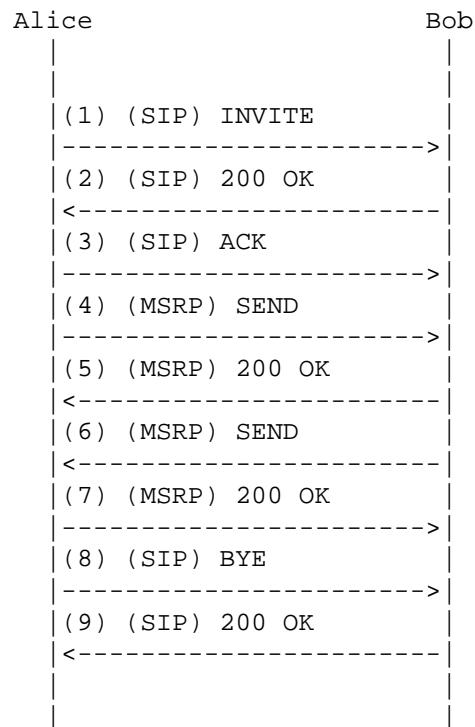 Alice Bob
| |
| |
|(1) (SIP) INVITE |
|----------------------->|
|(2) (SIP) 200 OK |
|<-----------------------|
|(3) (SIP) ACK |
|----------------------->|
|(4) (MSRP) SEND |
|----------------------->|
|(5) (MSRP) 200 OK |
|<-----------------------|
|(6) (MSRP) SEND |
|<-----------------------|
|(7) (MSRP) 200 OK |
|----------------------->|
|(8) (SIP) BYE |
|----------------------->|
|(9) (SIP) 200 OK |
|<-----------------------|
| |
| |